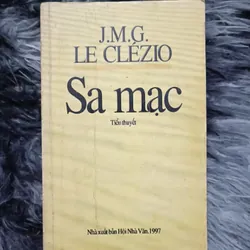 J.M.G.
LE CLÉZIO
Sa mạc
Tiểu thuyết
Nhà xuất bản Hội Nhà Văn 1997